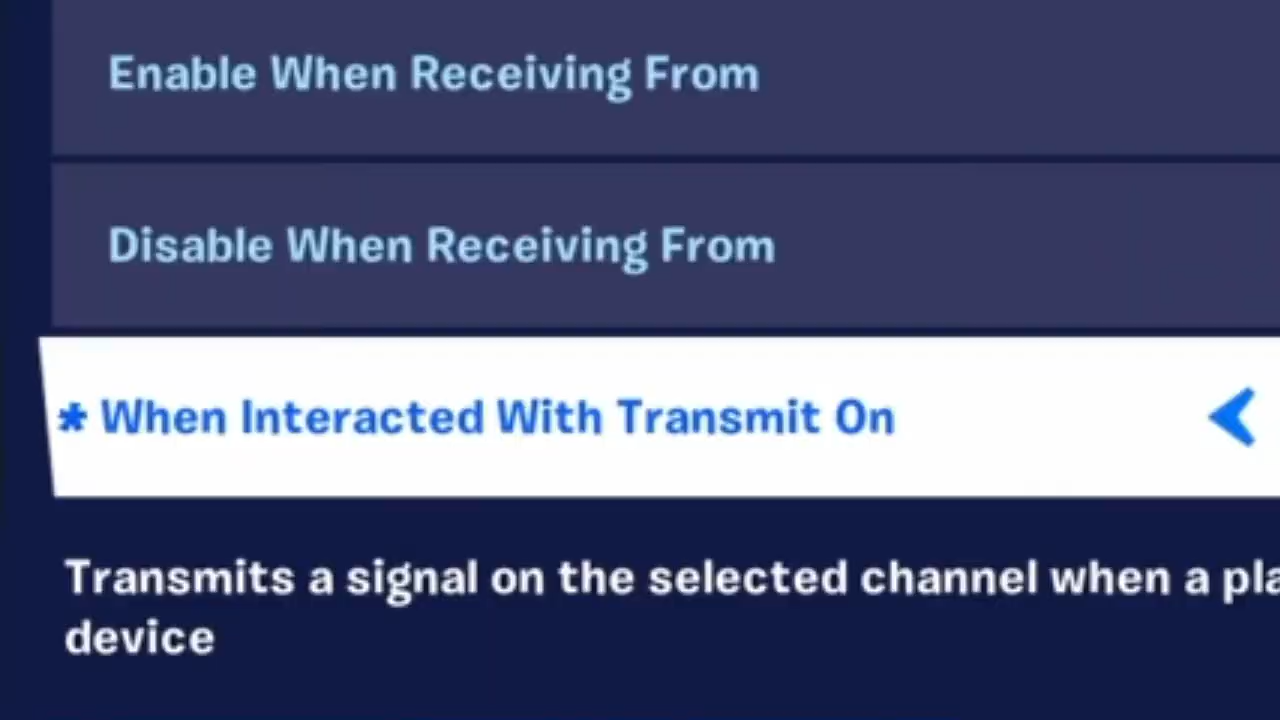 Enable When Receiving From
Disable When Receiving From
* When Interacted With Transmit On
Transmits a signal on the selected channel when a
device